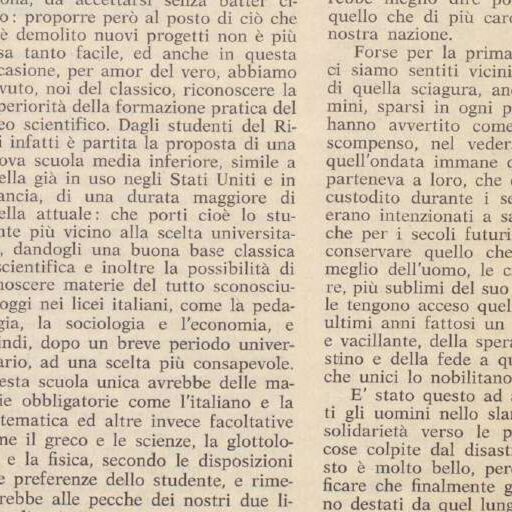 da accettarsi senza batter ci-
o: proporre però al posto di ciò che
è demolito nuovi progetti non è più
sa tanto facile, ed anche in questa
casione, per amor del vero, abbiamo
vuto, noi del classico, riconoscere la
periorità della formazione pratica del
eo scientifico. Dagli studenti del Ri-
i infatti è partita la proposta di una
ova scuola media inferiore, simile a
ella già in uso negli Stati Uniti e in
ancia, di una durata maggiore di
ella attuale: che porti cioè lo stu-
nte più vicino alla scelta universita-
, dandogli una buona base classica
scientifica e inoltre la possibilità di
noscere materie del tutto sconosciu-
oggi nei licei italiani, come la peda-
gia, la sociologia e l'economia, e
indi, dopo un breve periodo univer-
ario, ad una scelta più consapevole.
esta scuola unica avrebbe delle ma-
ie obbligatorie come l'italiano e la
tematica ed altre invece facoltative
me il greco e le scienze, la glottolo-
e la fisica, secondo le disposizioni
e preferenze dello studente, e rime-
rebbe alle pecche dei nostri due li-
quello che di più caro
nostra nazione.
Forse per la prima
ci siamo sentiti vicini
di quella sciagura, an
mini, sparsi in ogni p
hanno avvertito come
scompenso, nel veder
quell'ondata immane c
parteneva a loro, che
custodito durante i se
erano intenzionati a sa
che per i secoli futuri
conservare quello che
meglio dell'uomo, le c
re, più sublimi del suo
le tengono acceso quel
ultimi anni fattosi un
e vacillante, della spera
stino e della fede a qu
che unici lo nobilitano
E' stato questo ad a
ti gli uomini nello slan
solidarietà verso le p
cose colpite dal disast
sto è molto bello, per
ficare che finalmente g
no destati da quel lung